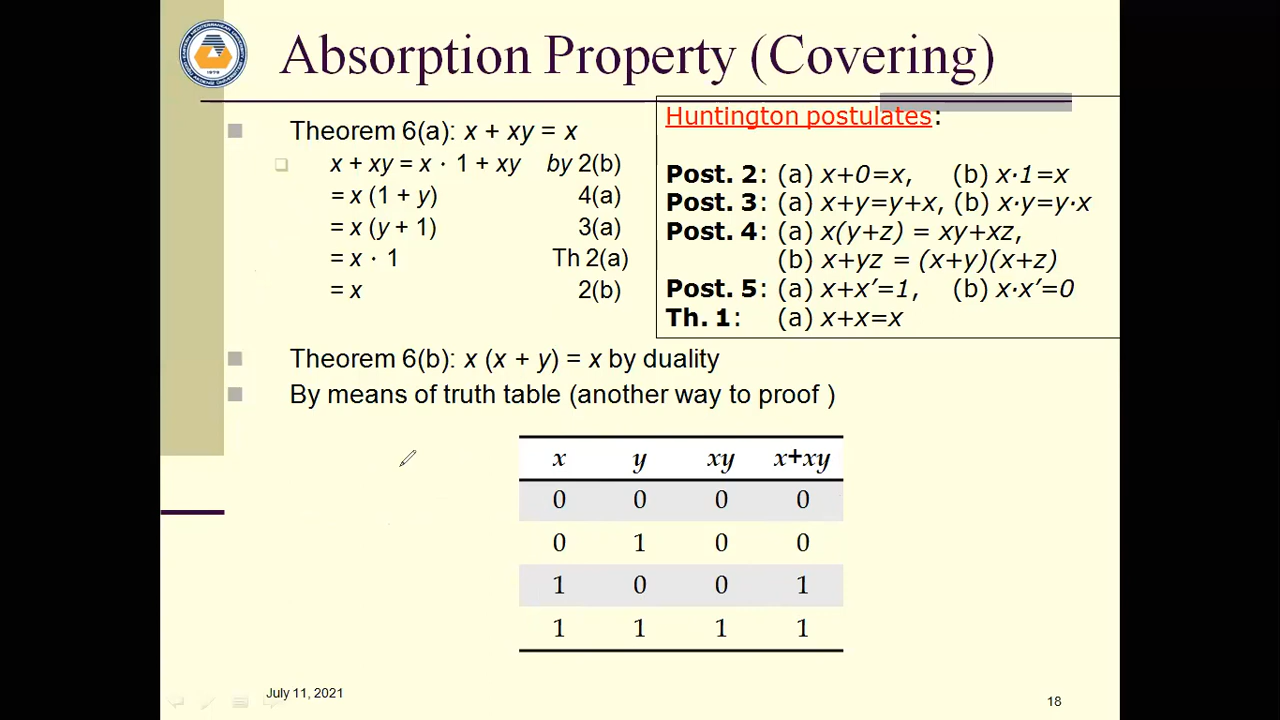 Absorption Property (Covering)
Theorem 6(a): x + xy = x
x + xy = x · 1 + xy by 2(b)
= x (1 + y) 4(a)
= x (y + 1) 3(a)
= x · 1 Th 2(a)
= x 2(b)
Huntington postulates:
Post. 2: (a) x+0=x, (b) x·1=x
Post. 3: (a) x+y=y+x, (b) x·y=y·x
Post. 4: (a) x(y+z) = xy+xz,
(b) x+yz = (x+y)(x+z)
Post. 5: (a) x+x′=1, (b) x·x′=0
Th. 1: (a) x+x=x
Theorem 6(b): x (x + y) = x by duality
By means of truth table (another way to proof )
x y xy x+xy
0 0 0 0
0 1 0 0
1 0 0 1
1 1 1 1
July 11, 2021
18